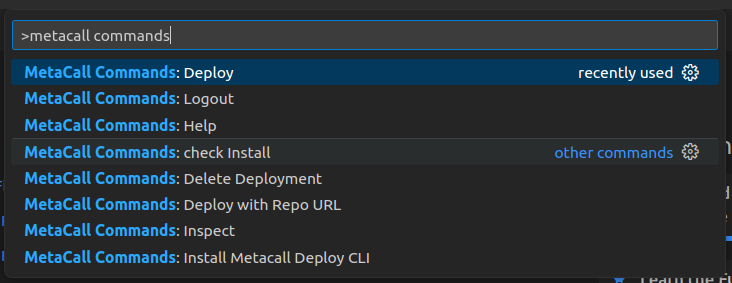 >metacall commands
MetaCall Commands: Deploy recently used
MetaCall Commands: Logout
MetaCall Commands: Help
MetaCall Commands: check Install other commands
MetaCall Commands: Delete Deployment
MetaCall Commands: Deploy with Repo URL
MetaCall Commands: Inspect
MetaCall Commands: Install Metacall Deploy CLI